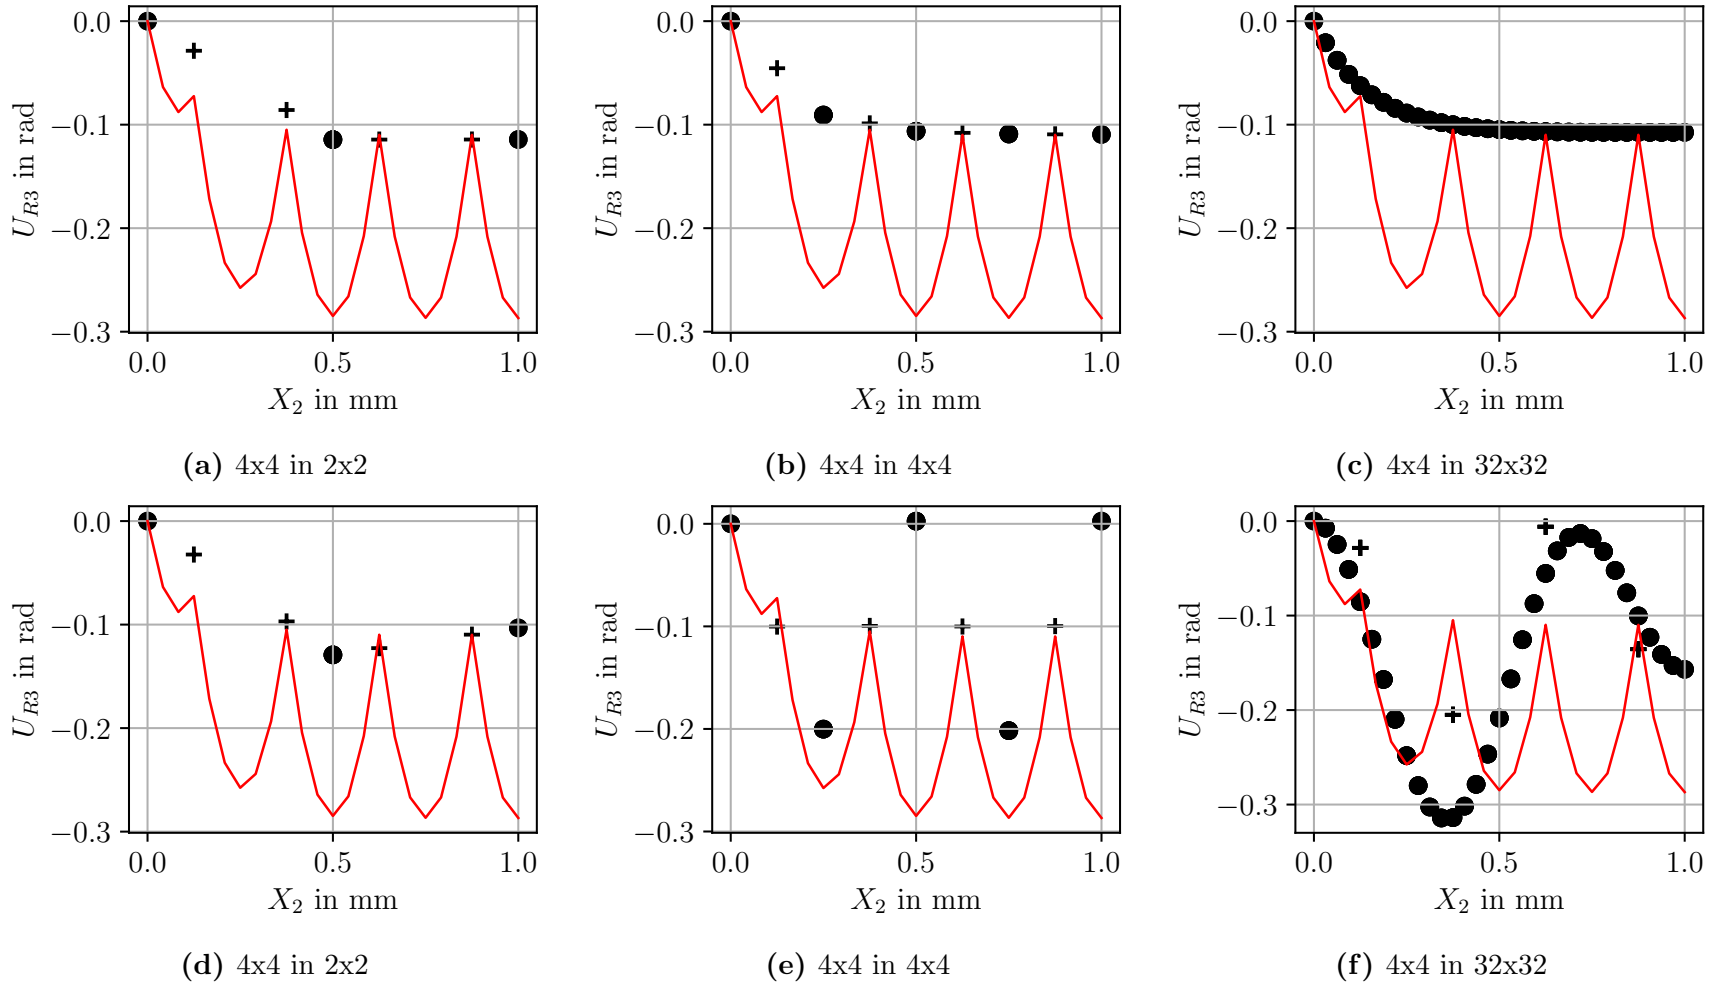 0.0
−0.1
−0.2
−0.3
U_{R3} in rad
0.0 0.5 1.0
X_2 in mm
(a) 4x4 in 2x2
0.0
−0.1
−0.2
−0.3
U_{R3} in rad
0.0 0.5 1.0
X_2 in mm
(b) 4x4 in 4x4
0.0
−0.1
−0.2
−0.3
U_{R3} in rad
0.0 0.5 1.0
X_2 in mm
(c) 4x4 in 32x32
0.0
−0.1
−0.2
−0.3
U_{R3} in rad
0.0 0.5 1.0
X_2 in mm
(d) 4x4 in 2x2
0.0
−0.1
−0.2
−0.3
U_{R3} in rad
0.0 0.5 1.0
X_2 in mm
(e) 4x4 in 4x4
0.0
−0.1
−0.2
−0.3
U_{R3} in rad
0.0 0.5 1.0
X_2 in mm
(f) 4x4 in 32x32